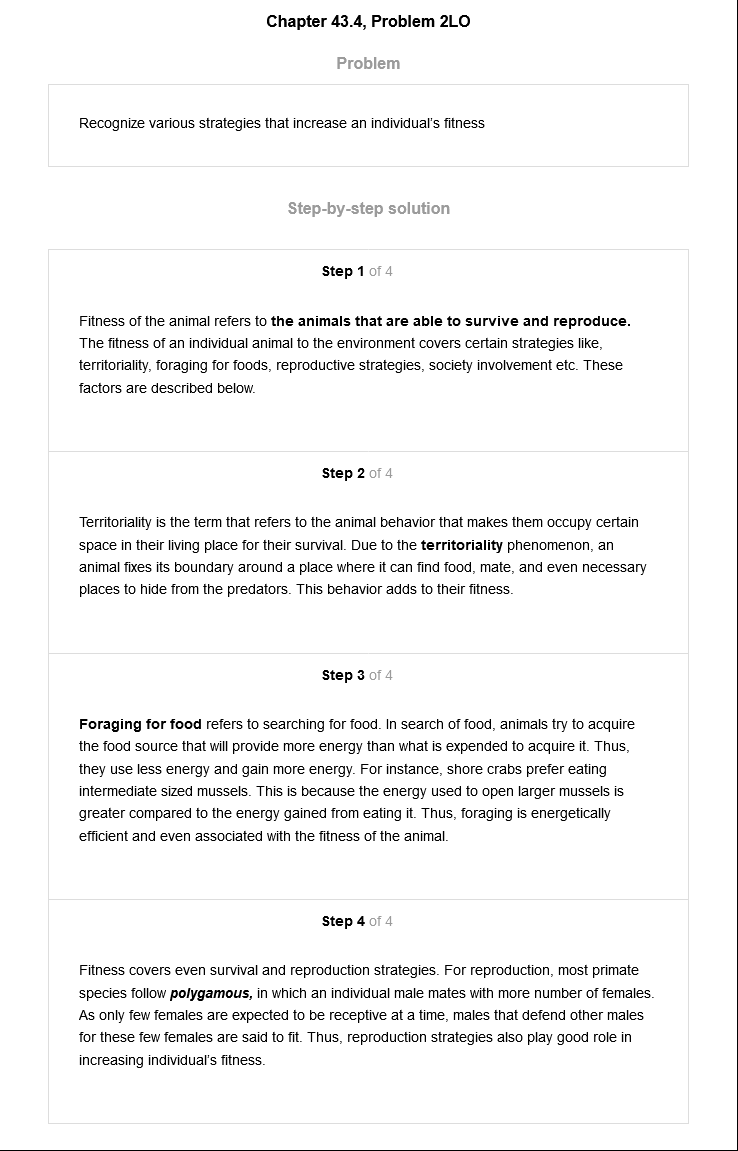 Chapter 43.4, Problem 2LO
Problem
Recognize various strategies that increase an individual's fitness
Step-by-step solution
Step 1 of 4
Fitness of the animal refers to the animals that are able to survive and reproduce.
The fitness of an individual animal to the environment covers certain strategies like,
territoriality, foraging for foods, reproductive strategies, society involvement etc. These
factors are described below.
Step 2 of 4
Territoriality is the term that refers to the animal behavior that makes them occupy certain
space in their living place for their survival. Due to the territoriality phenomenon, an
animal fixes its boundary around a place where it can find food, mate, and even necessary
places to hide from the predators. This behavior adds to their fitness.
Step 3 of 4
Foraging for food refers to searching for food. In search of food, animals try to acquire
the food source that will provide more energy than what is expended to acquire it. Thus,
they use less energy and gain more energy. For instance, shore crabs prefer eating
intermediate sized mussels. This is because the energy used to open larger mussels is
greater compared to the energy gained from eating it. Thus, foraging is energetically
efficient and even associated with the fitness of the animal.
Step 4 of 4
Fitness covers even survival and reproduction strategies. For reproduction, most primate
species follow polygamous, in which an individual male mates with more number of females.
As only few females are expected to be receptive at a time, males that defend other males
for these few females are said to fit. Thus, reproduction strategies also play good role in
increasing individual's fitness.